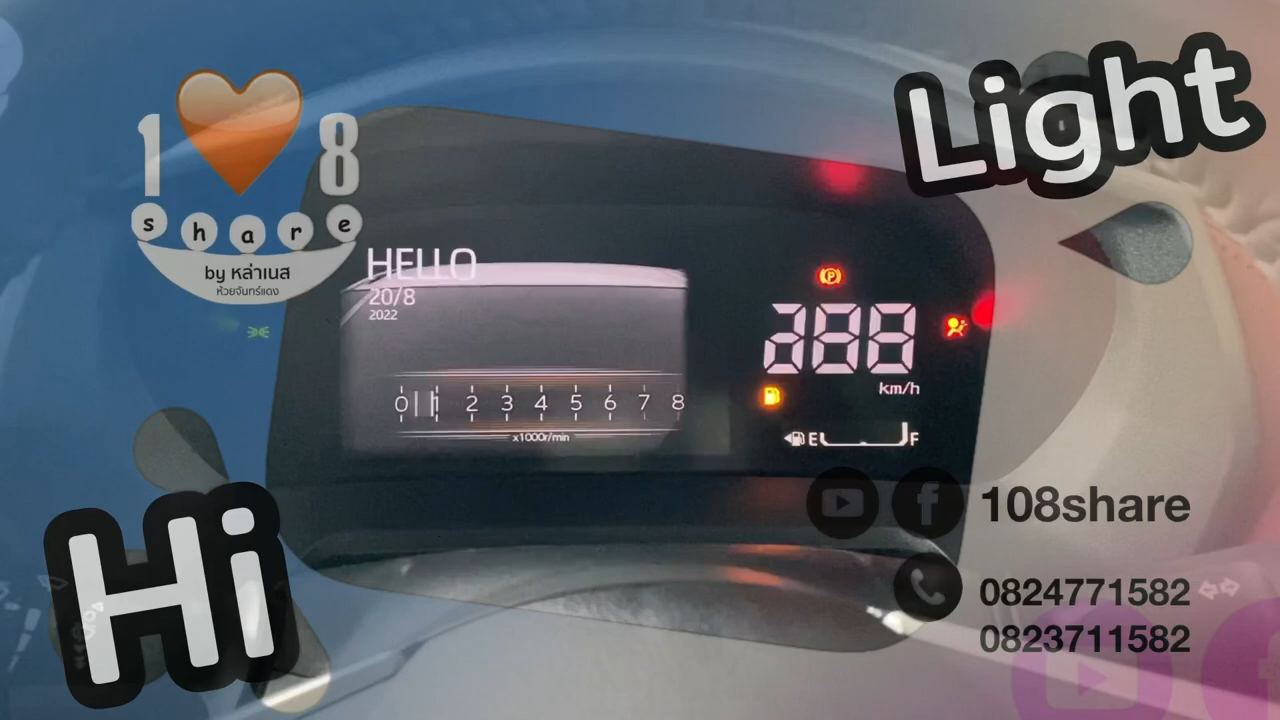 1 8
share
by หล่าเนส
ห้วยจันทร์แดง
Light
HELLO
20/8
2022
0 1 2 3 4 5 6 7 8
x1000r/min
188
km/h
E F
Hi
108share
0824771582
0823711582